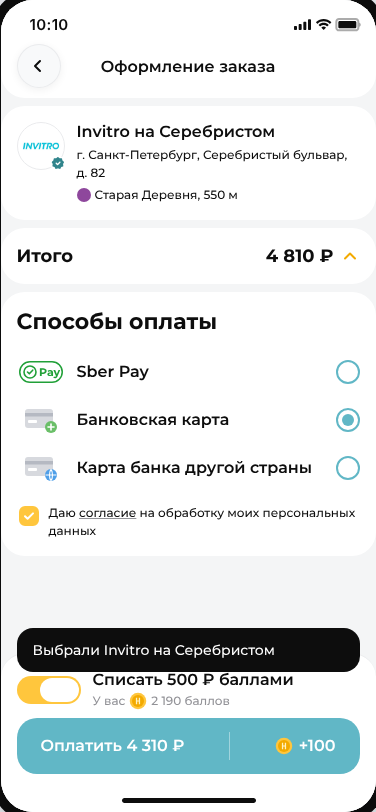 10:10
Оформление заказа
INVITRO
Invitro на Серебристом
г. Санкт-Петербург, Серебристый бульвар,
д. 82
Старая Деревня, 550 м
Итого 4 810 ₽
Способы оплаты
Pay Sber Pay
Банковская карта
Карта банка другой страны
Даю согласие на обработку моих персональных
данных
Выбрали Invitro на Серебристом
Списать 500 ₽ баллами
У вас H 2 190 баллов
Оплатить 4 310 ₽ H +100